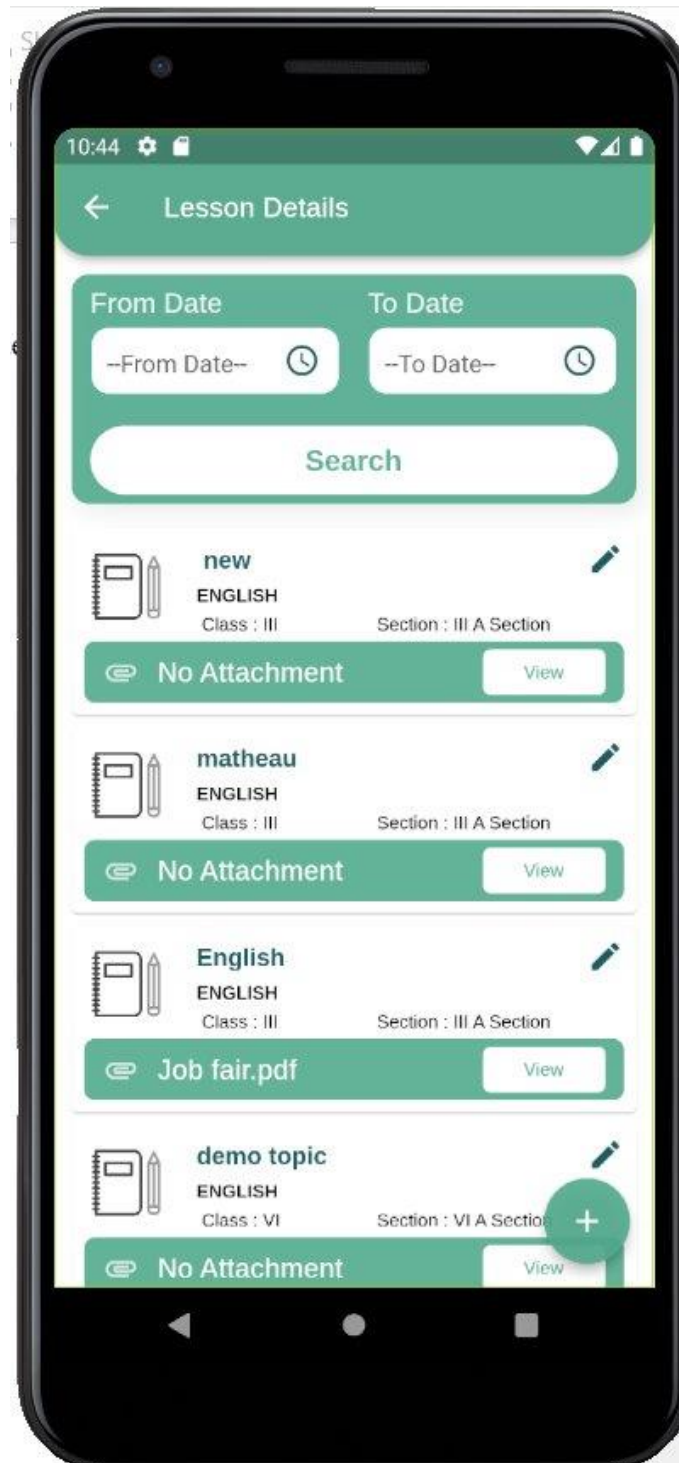 10:44
Lesson Details
From Date To Date
--From Date-- --To Date--
Search
new
ENGLISH
Class : III Section : III A Section
No Attachment View
matheau
ENGLISH
Class : III Section : III A Section
No Attachment View
English
ENGLISH
Class : III Section : III A Section
Job fair.pdf View
demo topic
ENGLISH
Class : VI Section : VI A Section
+
No Attachment View